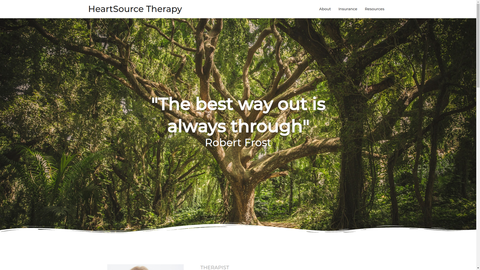 HeartSource Therapy
About
Insurance
Resources
"The best way out is
always through"
Robert Frost
THERAPIST